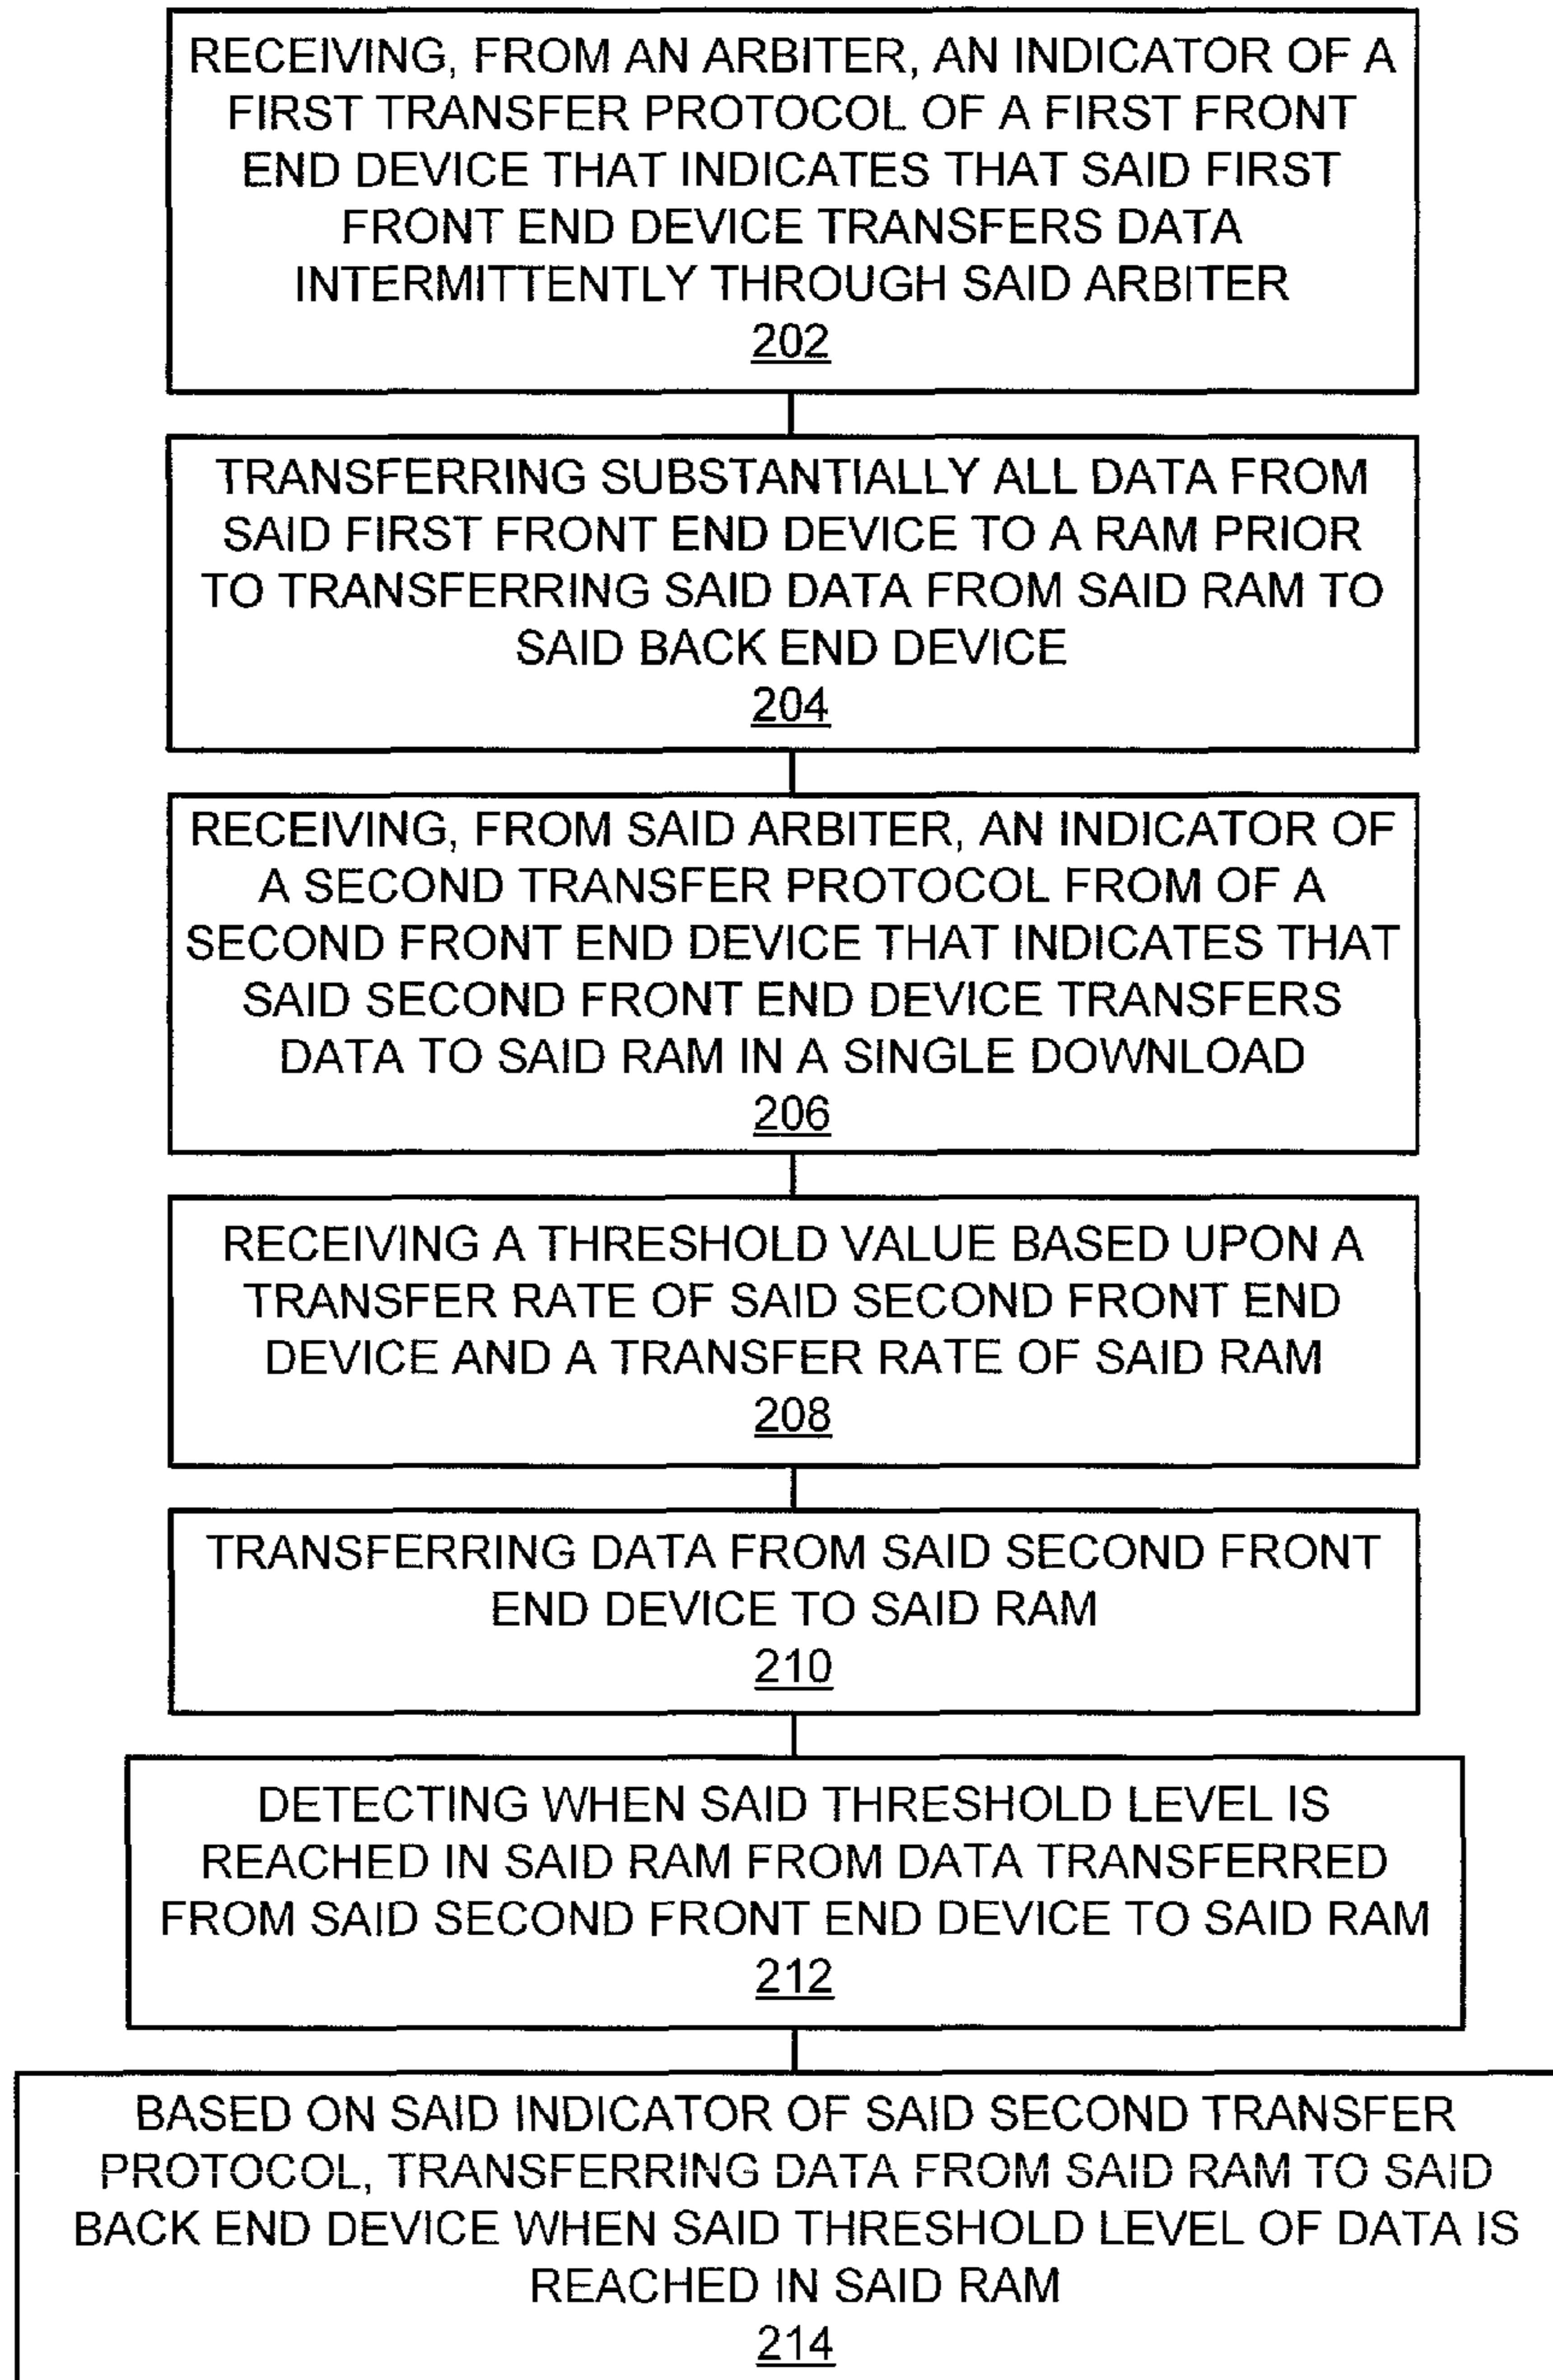 RECEIVING, FROM AN ARBITER, AN INDICATOR OF A
FIRST TRANSFER PROTOCOL OF A FIRST FRONT
END DEVICE THAT INDICATES THAT SAID FIRST
FRONT END DEVICE TRANSFERS DATA
INTERMITTENTLY THROUGH SAID ARBITER
202
TRANSFERRING SUBSTANTIALLY ALL DATA FROM
SAID FIRST FRONT END DEVICE TO A RAM PRIOR
TO TRANSFERRING SAID DATA FROM SAID RAM TO
SAID BACK END DEVICE
204
RECEIVING, FROM SAID ARBITER, AN INDICATOR OF
A SECOND TRANSFER PROTOCOL FROM OF A
SECOND FRONT END DEVICE THAT INDICATES THAT
SAID SECOND FRONT END DEVICE TRANSFERS
DATA TO SAID RAM IN A SINGLE DOWNLOAD
206
RECEIVING A THRESHOLD VALUE BASED UPON A
TRANSFER RATE OF SAID SECOND FRONT END
DEVICE AND A TRANSFER RATE OF SAID RAM
208
TRANSFERRING DATA FROM SAID SECOND FRONT
END DEVICE TO SAID RAM
210
DETECTING WHEN SAID THRESHOLD LEVEL IS
REACHED IN SAID RAM FROM DATA TRANSFERRED
FROM SAID SECOND FRONT END DEVICE TO SAID RAM
212
BASED ON SAID INDICATOR OF SAID SECOND TRANSFER
PROTOCOL, TRANSFERRING DATA FROM SAID RAM TO SAID
BACK END DEVICE WHEN SAID THRESHOLD LEVEL OF DATA IS
REACHED IN SAID RAM
214